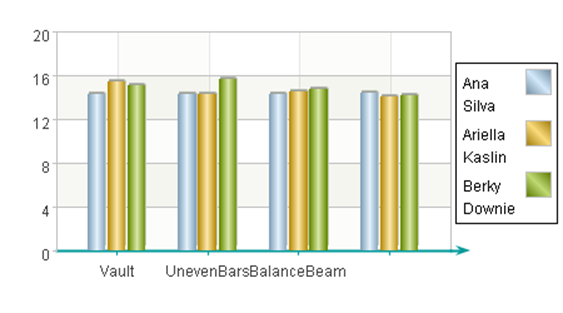 20
16
12
8
4
0
Vault UnevenBarsBalanceBeam
Ana
Silva
Ariella
Kaslin
Berky
Downie